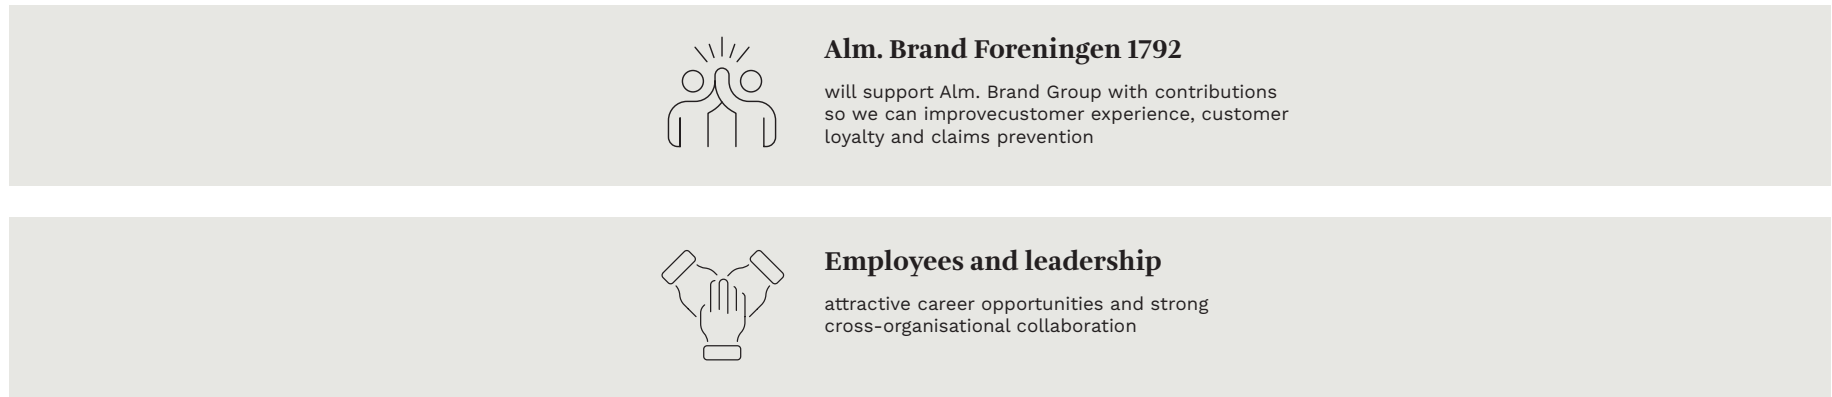 Alm. Brand Foreningen 1792
will support Alm. Brand Group with contributions
so we can improvecustomer experience, customer
loyalty and claims prevention
Employees and leadership
attractive career opportunities and strong
cross-organisational collaboration